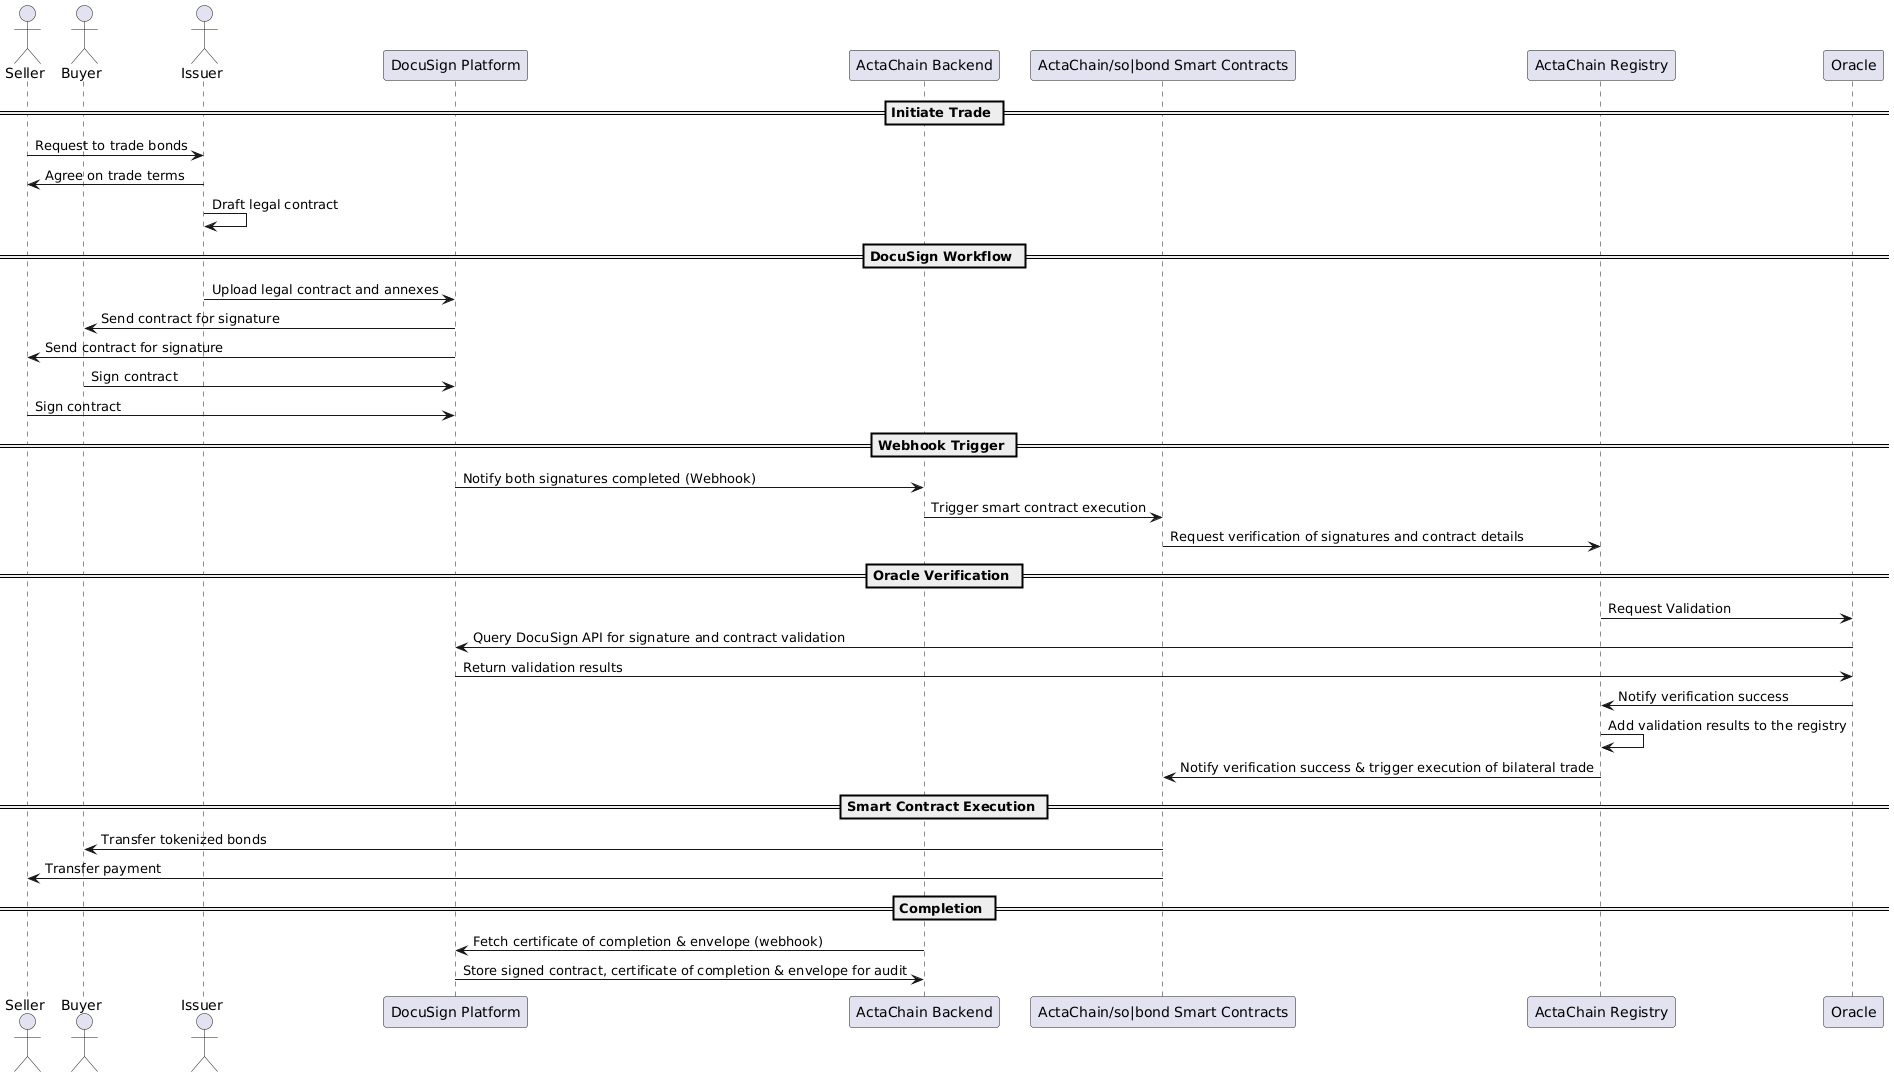 Seller
Buyer
Issuer
DocuSign Platform
ActaChain Backend
ActaChain/so|bond Smart Contracts
ActaChain Registry
Oracle
Initiate Trade
Request to trade bonds
Agree on trade terms
Draft legal contract
DocuSign Workflow
Upload legal contract and annexes
Send contract for signature
Send contract for signature
Sign contract
Sign contract
Webhook Trigger
Notify both signatures completed (Webhook)
Trigger smart contract execution
Request verification of signatures and contract details
Oracle Verification
Request Validation
Query DocuSign API for signature and contract validation
Return validation results
Notify verification success
Add validation results to the registry
Notify verification success & trigger execution of bilateral trade
Smart Contract Execution
Transfer tokenized bonds
Transfer payment
Completion
Fetch certificate of completion & envelope (webhook)
Store signed contract, certificate of completion & envelope for audit
Seller
Buyer
Issuer
DocuSign Platform
ActaChain Backend
ActaChain/so|bond Smart Contracts
ActaChain Registry
Oracle